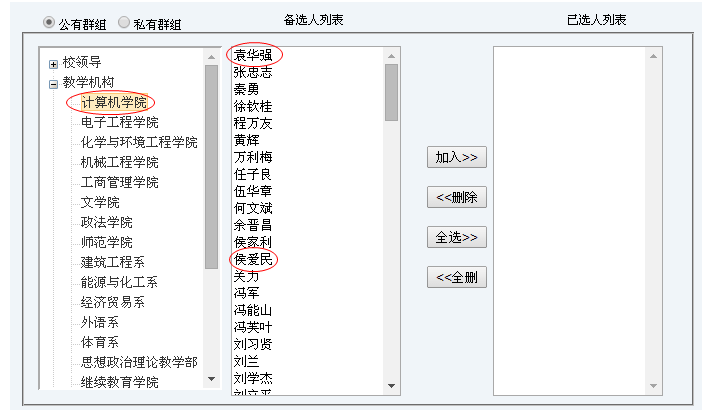 公有群组 私有群组 备选人列表 已选人列表
校领导
教学机构
计算机学院
电子工程学院
化学与环境工程学院
机械工程学院
工商管理学院
文学院
政法学院
师范学院
建筑工程系
能源与化工系
经济贸易系
外语系
体育系
思想政治理论教学部
继续教育学院
袁华强
张忠志
秦勇
徐钦桂
程万友
黄辉
万利梅
任子良
伍华章
何文斌
余晋昌
侯家利
侯爱民
关力
冯军
冯能山
冯芙叶
刘习贤
刘兰
刘学杰
加入>>
<<删除
全选>>
<<全删